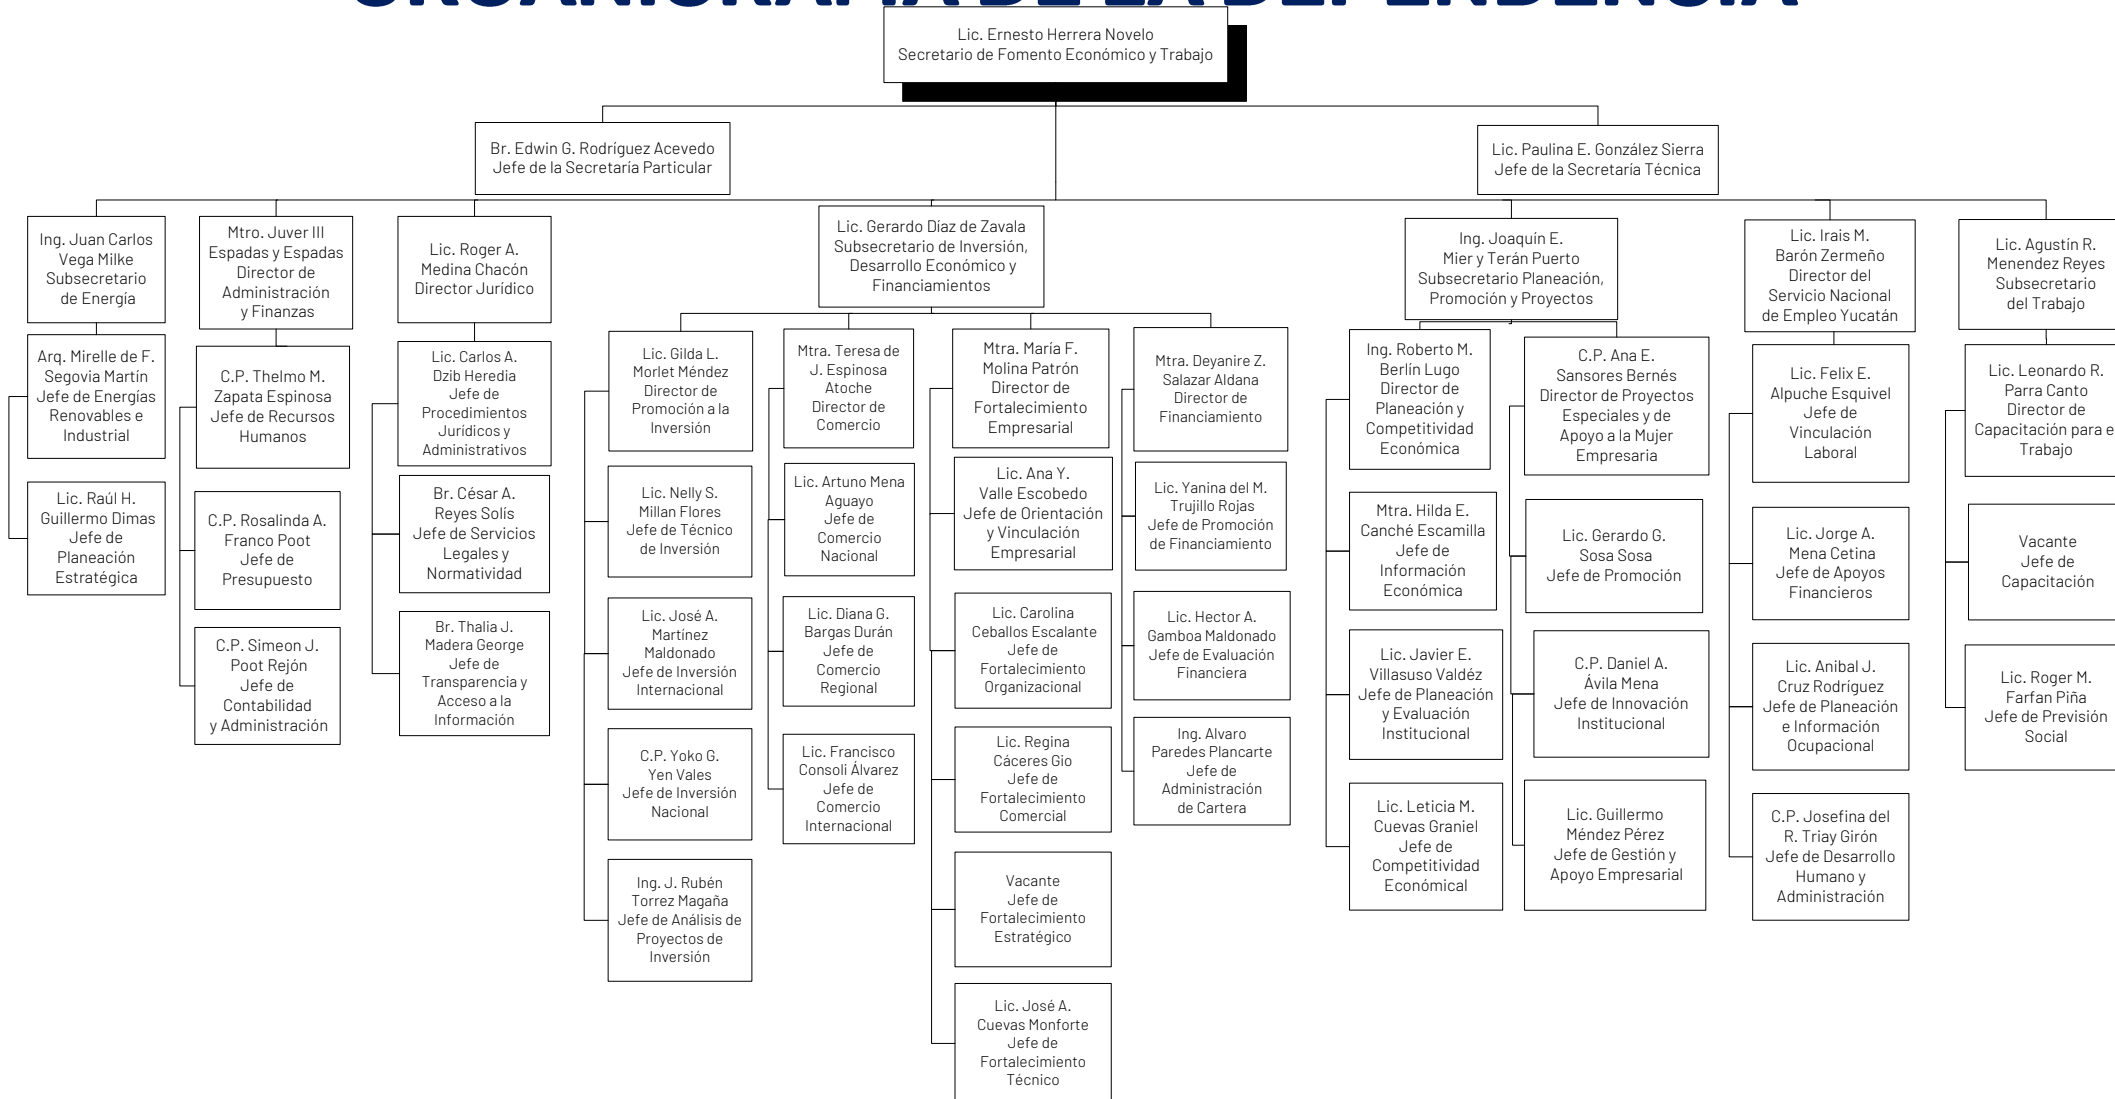 ORGANIGRAMA DE LA DEPENDENCIA
Lic. Ernesto Herrera Novelo
Secretario de Fomento Económico y Trabajo
Br. Edwin G. Rodríguez Acevedo
Jefe de la Secretaría Particular
Lic. Paulina E. González Sierra
Jefe de la Secretaría Técnica
Ing. Juan Carlos
Vega Milke
Subsecretario
de Energía
Arq. Mirelle de F.
Segovia Martín
Jefe de Energías
Renovables e
Industrial
Lic. Raúl H.
Guillermo Dimas
Jefe de
Planeación
Estratégica
Mtro. Juver III
Espadas y Espadas
Director de
Administración
y Finanzas
C.P. Thelmo M.
Zapata Espinosa
Jefe de Recursos
Humanos
C.P. Rosalinda A.
Franco Poot
Jefe de
Presupuesto
C.P. Simeon J.
Poot Rejón
Jefe de
Contabilidad
y Administración
Lic. Roger A.
Medina Chacón
Director Jurídico
Lic. Carlos A.
Dzib Heredia
Jefe de
Procedimientos
Jurídicos y
Administrativos
Br. César A.
Reyes Solís
Jefe de Servicios
Legales y
Normatividad
Br. Thalia J.
Madera George
Jefe de
Transparencia y
Acceso a la
Información
Lic. Gerardo Díaz de Zavala
Subsecretario de Inversión,
Desarrollo Económico y
Financiamientos
Lic. Gilda L.
Morlet Méndez
Director de
Promoción a la
Inversión
Lic. Nelly S.
Millan Flores
Jefe de Técnico
de Inversión
Lic. José A.
Martínez
Maldonado
Jefe de Inversión
Internacional
C.P. Yoko G.
Yen Vales
Jefe de Inversión
Nacional
Ing. J. Rubén
Torrez Magaña
Jefe de Análisis de
Proyectos de
Inversión
Mtra. Teresa de
J. Espinosa
Atoche
Director de
Comercio
Lic. Artuno Mena
Aguayo
Jefe de
Comercio
Nacional
Lic. Diana G.
Bargas Durán
Jefe de
Comercio
Regional
Lic. Francisco
Consoli Álvarez
Jefe de
Comercio
Internacional
Mtra. María F.
Molina Patrón
Director de
Fortalecimiento
Empresarial
Lic. Ana Y.
Valle Escobedo
Jefe de Orientación
y Vinculación
Empresarial
Lic. Carolina
Ceballos Escalante
Jefe de
Fortalecimiento
Organizacional
Lic. Regina
Cáceres Gio
Jefe de
Fortalecimiento
Comercial
Vacante
Jefe de
Fortalecimiento
Estratégico
Lic. José A.
Cuevas Monforte
Jefe de
Fortalecimiento
Técnico
Mtra. Deyanire Z.
Salazar Aldana
Director de
Financiamiento
Lic. Yanina del M.
Trujillo Rojas
Jefe de Promoción
de Financiamiento
Lic. Hector A.
Gamboa Maldonado
Jefe de Evaluación
Financiera
Ing. Alvaro
Paredes Plancarte
Jefe de
Administración
de Cartera
Ing. Joaquín E.
Mier y Terán Puerto
Subsecretario Planeación,
Promoción y Proyectos
Ing. Roberto M.
Berlín Lugo
Director de
Planeación y
Competitividad
Económica
Mtra. Hilda E.
Canché Escamilla
Jefe de
Información
Económica
Lic. Javier E.
Villasuso Valdéz
Jefe de Planeación
y Evaluación
Institucional
Lic. Leticia M.
Cuevas Graniel
Jefe de
Competitividad
Económical
C.P. Ana E.
Sansores Bernés
Director de Proyectos
Especiales y de
Apoyo a la Mujer
Empresaria
Lic. Gerardo G.
Sosa Sosa
Jefe de Promoción
C.P. Daniel A.
Ávila Mena
Jefe de Innovación
Institucional
Lic. Guillermo
Méndez Pérez
Jefe de Gestión y
Apoyo Empresarial
Lic. Irais M.
Barón Zermeño
Director del
Servicio Nacional
de Empleo Yucatán
Lic. Felix E.
Alpuche Esquivel
Jefe de
Vinculación
Laboral
Lic. Jorge A.
Mena Cetina
Jefe de Apoyos
Financieros
Lic. Anibal J.
Cruz Rodríguez
Jefe de Planeación
e Información
Ocupacional
C.P. Josefina del
R. Triay Girón
Jefe de Desarrollo
Humano y
Administración
Lic. Agustín R.
Menendez Reyes
Subsecretario
del Trabajo
Lic. Leonardo R.
Parra Canto
Director de
Capacitación para e
Trabajo
Vacante
Jefe de
Capacitación
Lic. Roger M.
Farfan Piña
Jefe de Previsión
Social